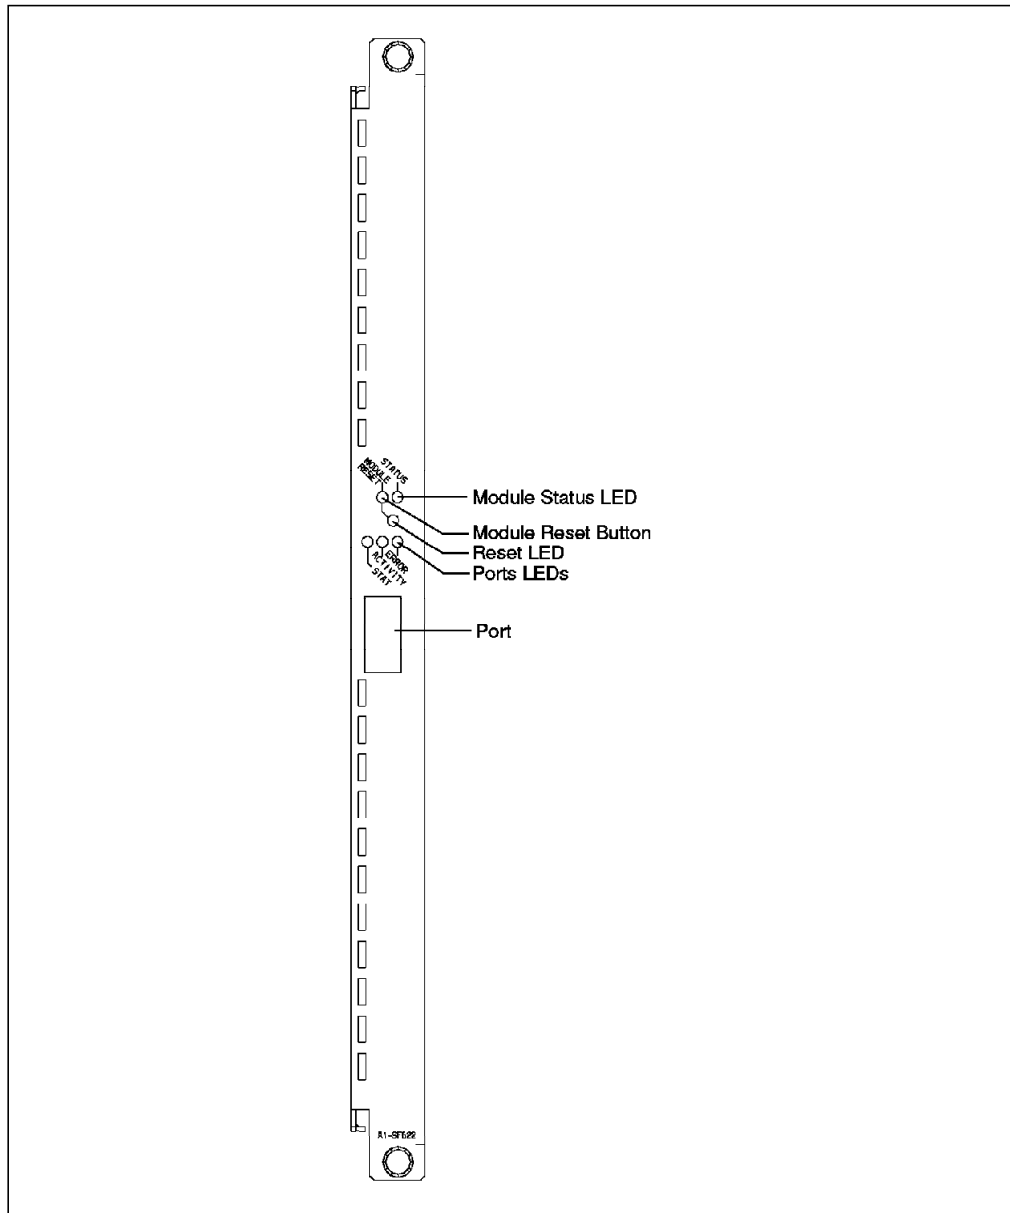 MODULE
RESET
STATUS
Module Status LED
Module Reset Button
Reset LED
Ports LEDs
ERROR
ACTIVITY
STAT
Port
A1-SF622